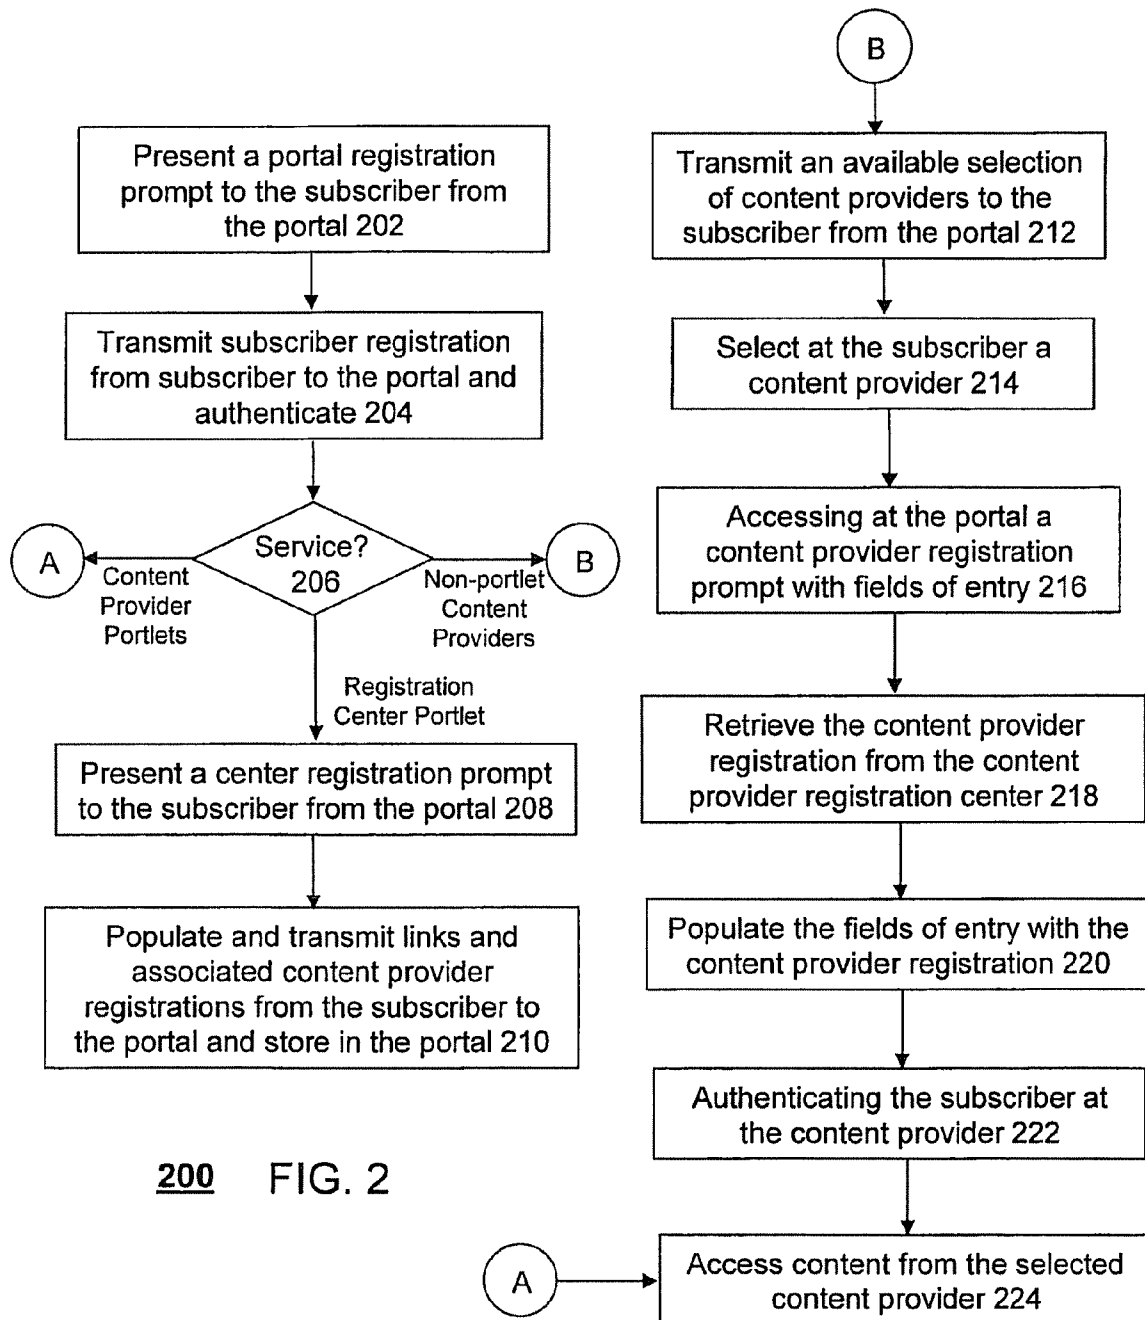 Present a portal registration
prompt to the subscriber from
the portal 202
Transmit subscriber registration
from subscriber to the portal and
authenticate 204
Service?
206
A
Content
Provider
Portlets
B
Non-portlet
Content
Providers
Registration
Center Portlet
Present a center registration prompt
to the subscriber from the portal 208
Populate and transmit links and
associated content provider
registrations from the subscriber to
the portal and store in the portal 210
200 FIG. 2
B
Transmit an available selection
of content providers to the
subscriber from the portal 212
Select at the subscriber a
content provider 214
Accessing at the portal a
content provider registration
prompt with fields of entry 216
Retrieve the content provider
registration from the content
provider registration center 218
Populate the fields of entry with the
content provider registration 220
Authenticating the subscriber at
the content provider 222
A
Access content from the selected
content provider 224